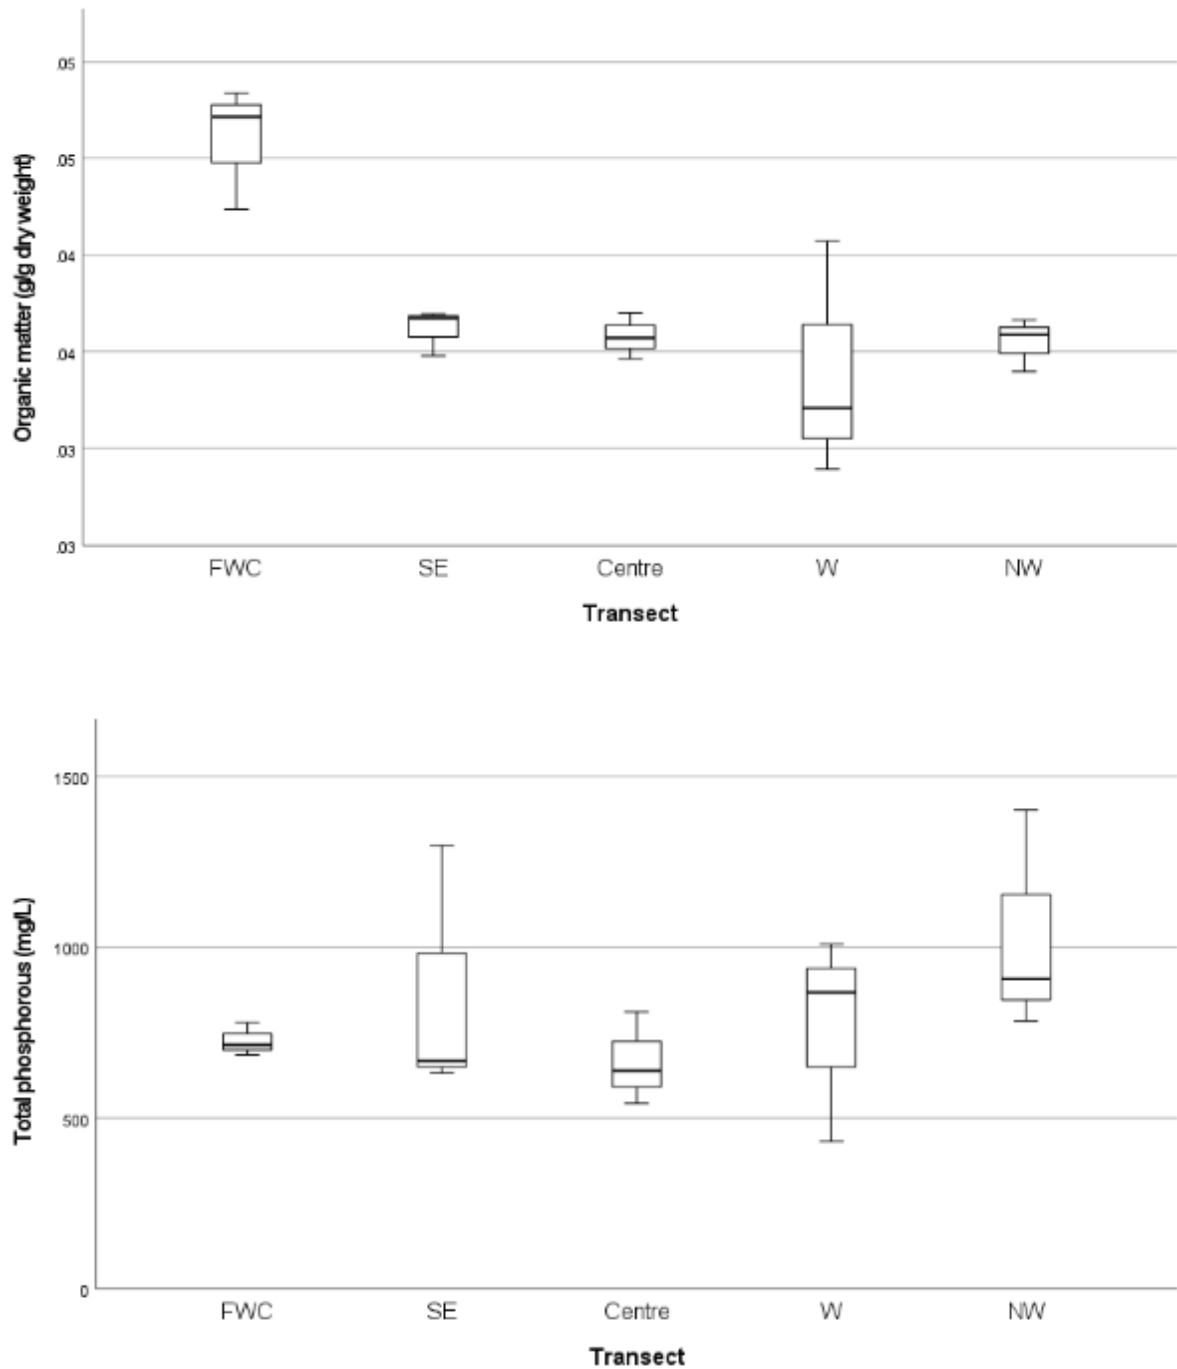 Organic matter (g/g dry weight)
.05
.05
.04
.04
.03
.03
FWC SE Centre W NW
Transect
Total phosphorous (mg/L)
1500
1000
500
0
FWC SE Centre W NW
Transect